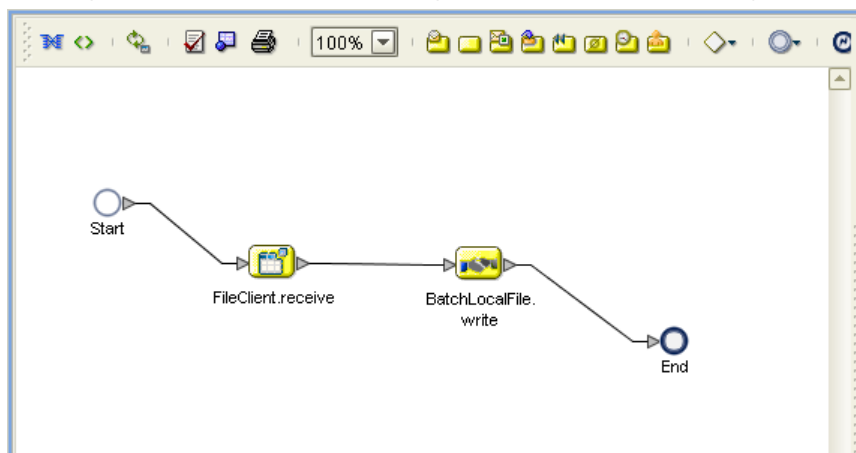 100%
Start
FileClient.receive
BatchLocalFile.
write
End